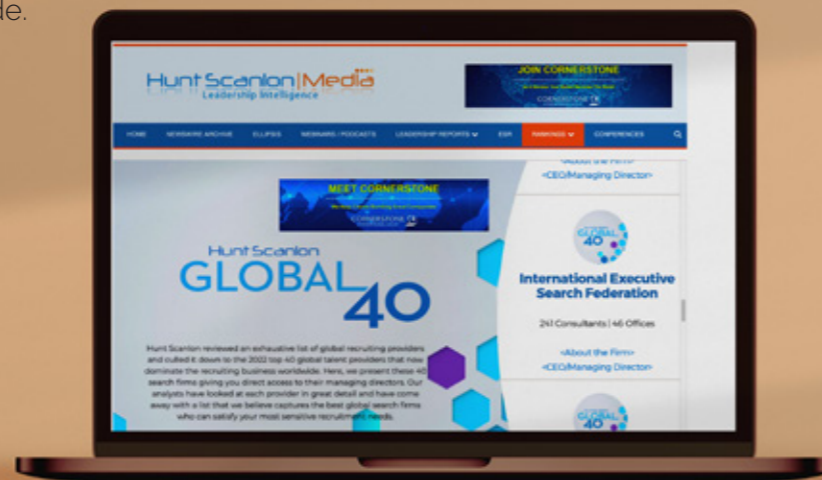 de.
Hunt Scanlon|Media
Leadership Intelligence
JOIN CORNERSTONE
CORNERSTONE
HOME NEWSWIRE ARCHIVE ELLIPSIS WEBINARS / PODCASTS LEADERSHIP REPORTS ESR RANKINGS CONFERENCES
MEET CORNERSTONE
CORNERSTONE
Hunt Scanlon
GLOBAL
40
Hunt Scanlon reviewed an exhaustive list of global recruiting providers
and culled it down to the 2022 top 40 global talent providers that now
dominate the recruiting business worldwide. Here, we present these 40
search firms giving you direct access to their managing directors. Our
analysts have looked at each provider in great detail and have come
away with a list that we believe captures the best global search firms
who can satisfy your most sensitive recruitment needs.
<About the Firm>
<CEO/Managing Director>
GLOBAL
40
International Executive
Search Federation
241 Consultants | 46 Offices
<About the Firm>
<CEO/Managing Director>
GLOBAL
40